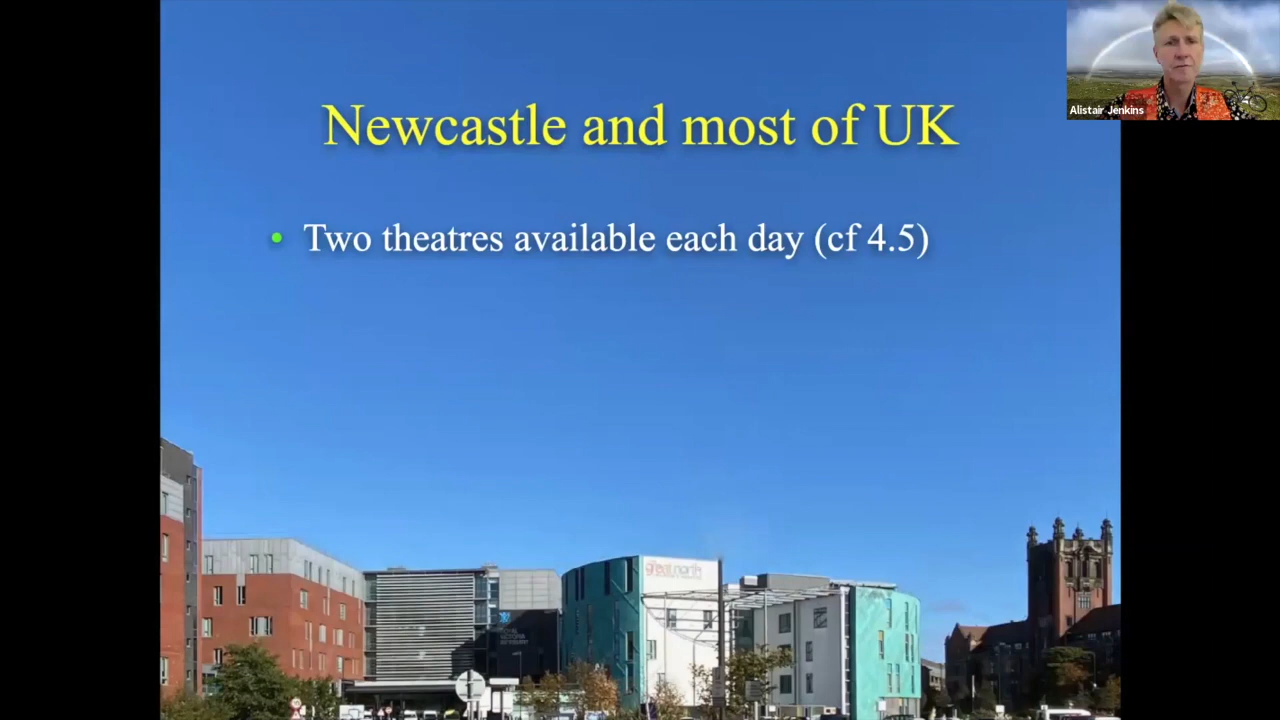 Newcastle and most of UK
Alistair Jenkins
• Two theatres available each day (cf 4.5)
great north